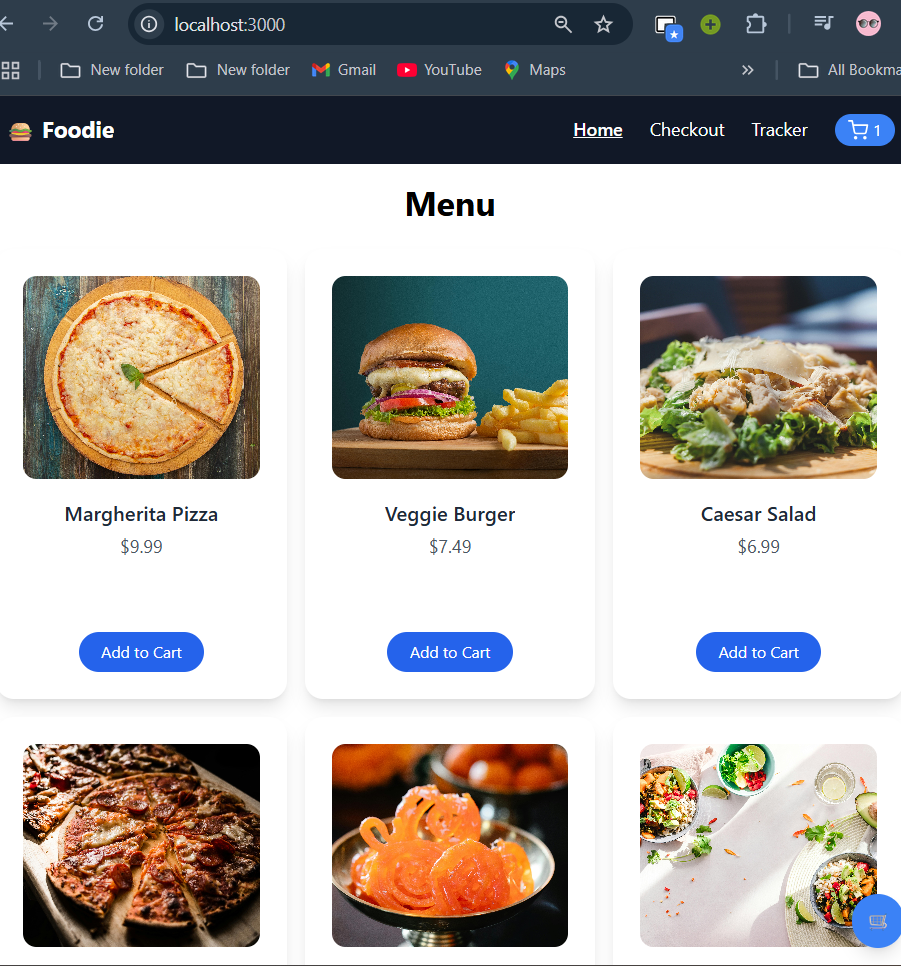 localhost:3000
New folder New folder Gmail YouTube Maps » All Bookma
Foodie Home Checkout Tracker 1
Menu
Margherita Pizza Veggie Burger Caesar Salad
$9.99 $7.49 $6.99
Add to Cart Add to Cart Add to Cart